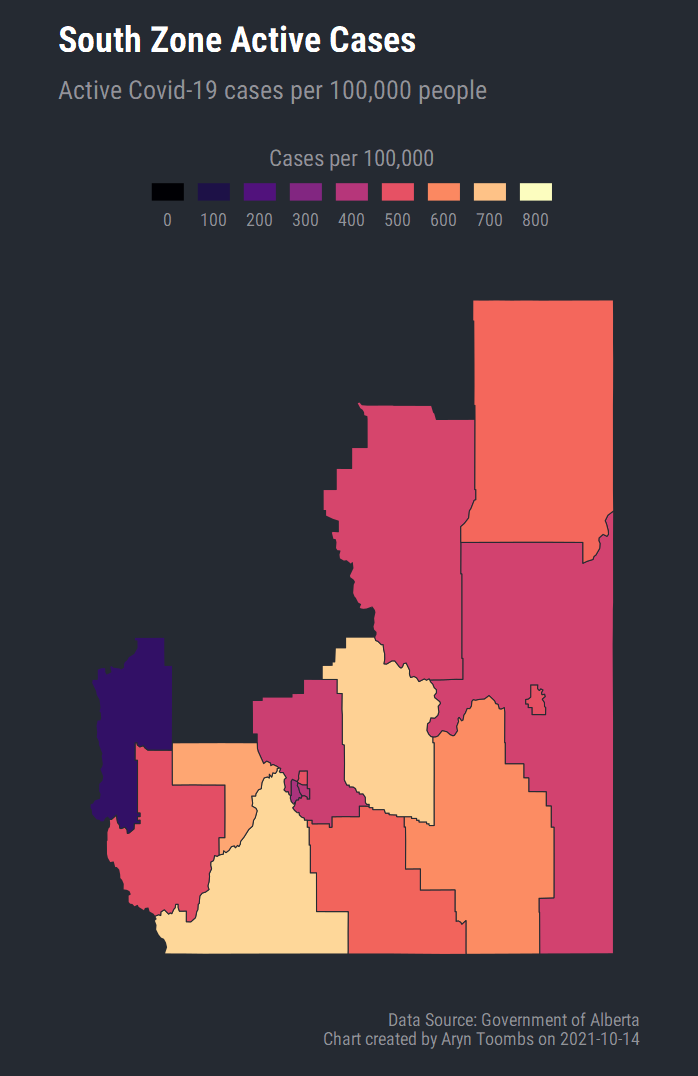 South Zone Active Cases
Active Covid-19 cases per 100,000 people
Cases per 100,000
0 100 200 300 400 500 600 700 800
Data Source: Government of Alberta
Chart created by Aryn Toombs on 2021-10-14